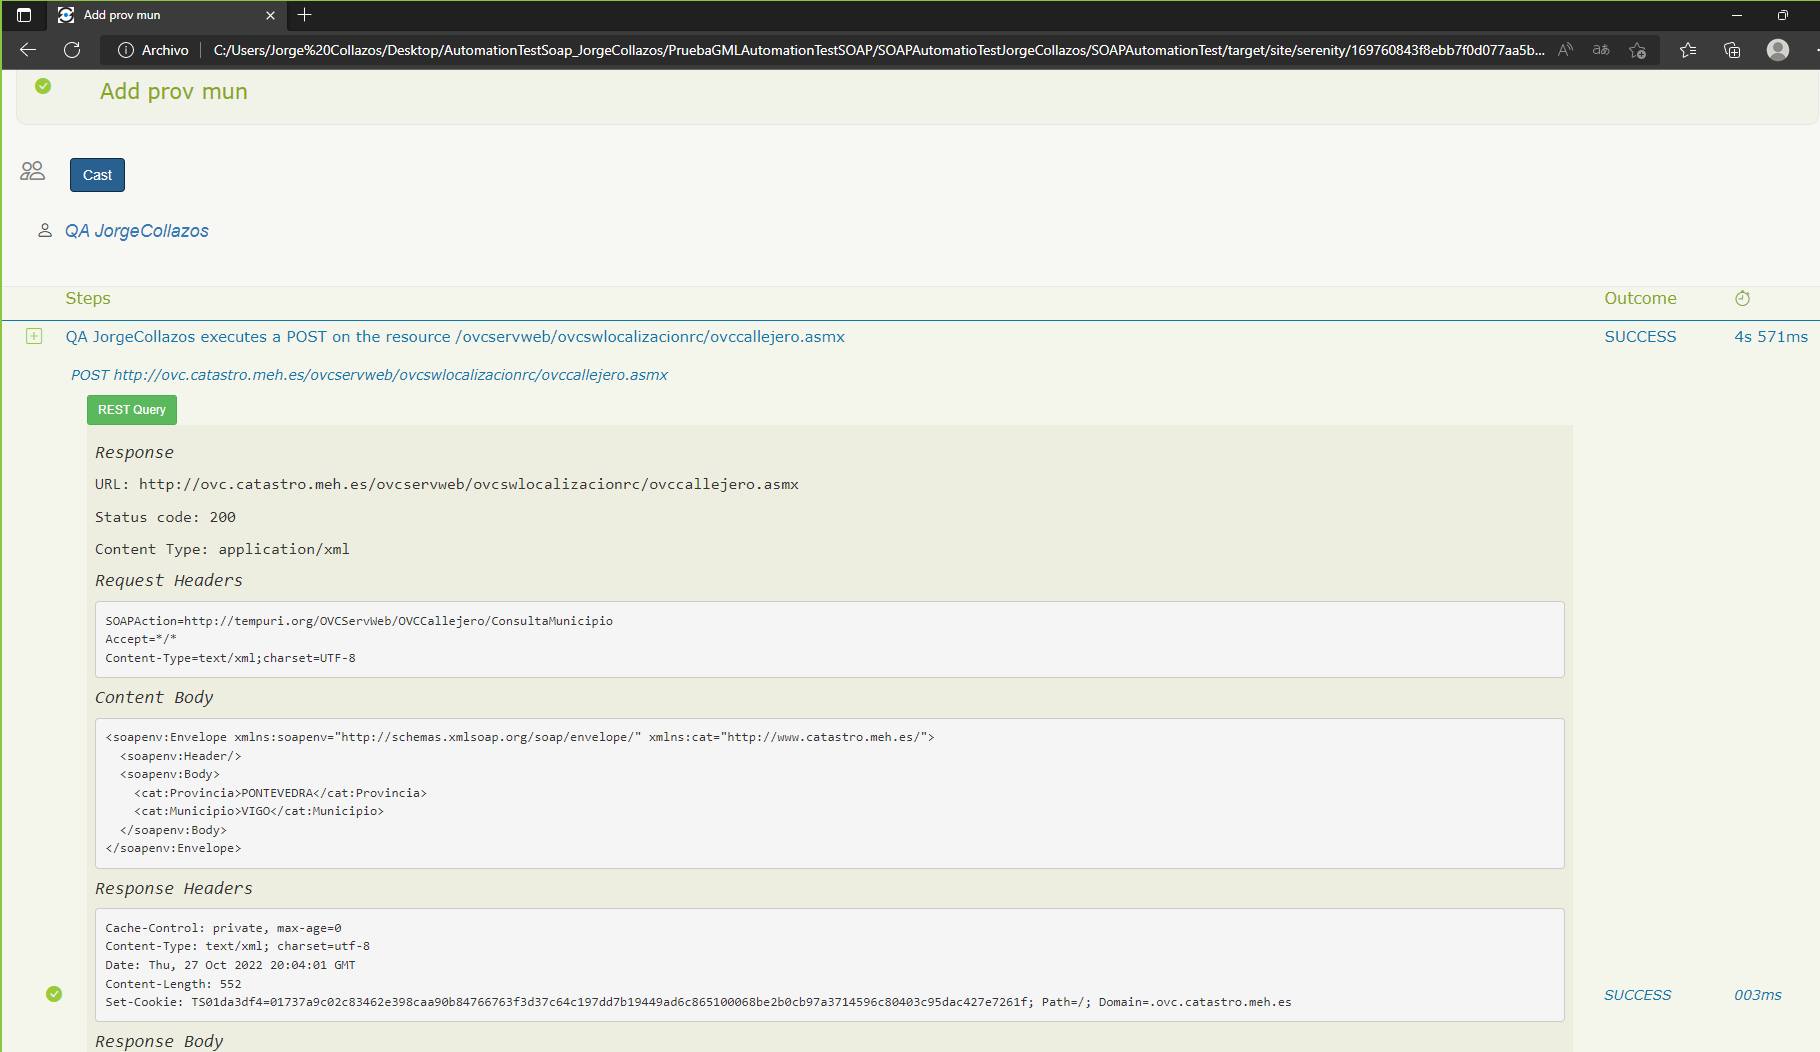 Add prov mun
Archivo C:/Users/Jorge%20Collazos/Desktop/AutomationTestSoap_JorgeCollazos/PruebaGMLAutomationTestSOAP/SOAPAutomatioTestJorgeCollazos/SOAPAutomationTest/target/site/serenity/169760843f8ebb7f0d077aa5b...
Add prov mun
Cast
QA JorgeCollazos
Steps Outcome
QA JorgeCollazos executes a POST on the resource /ovcservweb/ovcswlocalizacionrc/ovccallejero.asmx SUCCESS 4s 571ms
POST http://ovc.catastro.meh.es/ovcservweb/ovcswlocalizacionrc/ovccallejero.asmx
REST Query
Response
URL: http://ovc.catastro.meh.es/ovcservweb/ovcswlocalizacionrc/ovccallejero.asmx
Status code: 200
Content Type: application/xml
Request Headers
SOAPAction=http://tempuri.org/OVCServWeb/OVCCallejero/ConsultaMunicipio
Accept=*/*
Content-Type=text/xml;charset=UTF-8
Content Body
<soapenv:Envelope xmlns:soapenv="http://schemas.xmlsoap.org/soap/envelope/" xmlns:cat="http://www.catastro.meh.es/">
<soapenv:Header/>
<soapenv:Body>
<cat:Provincia>PONTEVEDRA</cat:Provincia>
<cat:Municipio>VIGO</cat:Municipio>
</soapenv:Body>
</soapenv:Envelope>
Response Headers
Cache-Control: private, max-age=0
Content-Type: text/xml; charset=utf-8
Date: Thu, 27 Oct 2022 20:04:01 GMT
Content-Length: 552
Set-Cookie: TS01da3df4=01737a9c02c83462e398caa90b84766763f3d37c64c197dd7b19449ad6c865100068be2b0cb97a3714596c80403c95dac427e7261f; Path=/; Domain=.ovc.catastro.meh.es
SUCCESS 003ms
Response Body